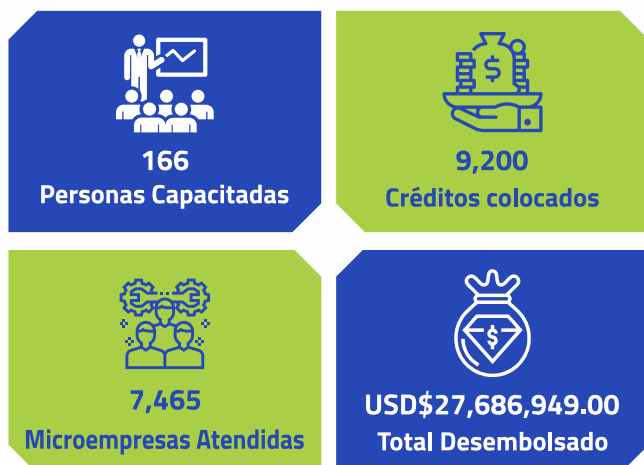 166
Personas Capacitadas
$
9,200
Créditos colocados
7,465
Microempresas Atendidas
$
USD$27,686,949.00
Total Desembolsado